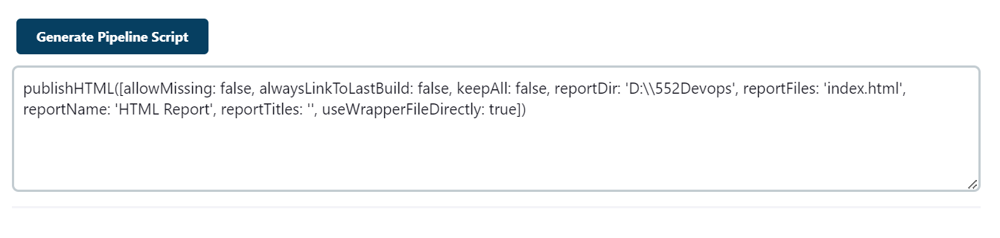 Generate Pipeline Script
publishHTML([allowMissing: false, alwaysLinkToLastBuild: false, keepAll: false, reportDir: 'D:\\552Devops', reportFiles: 'index.html',
reportName: 'HTML Report', reportTitles: '', useWrapperFileDirectly: true])